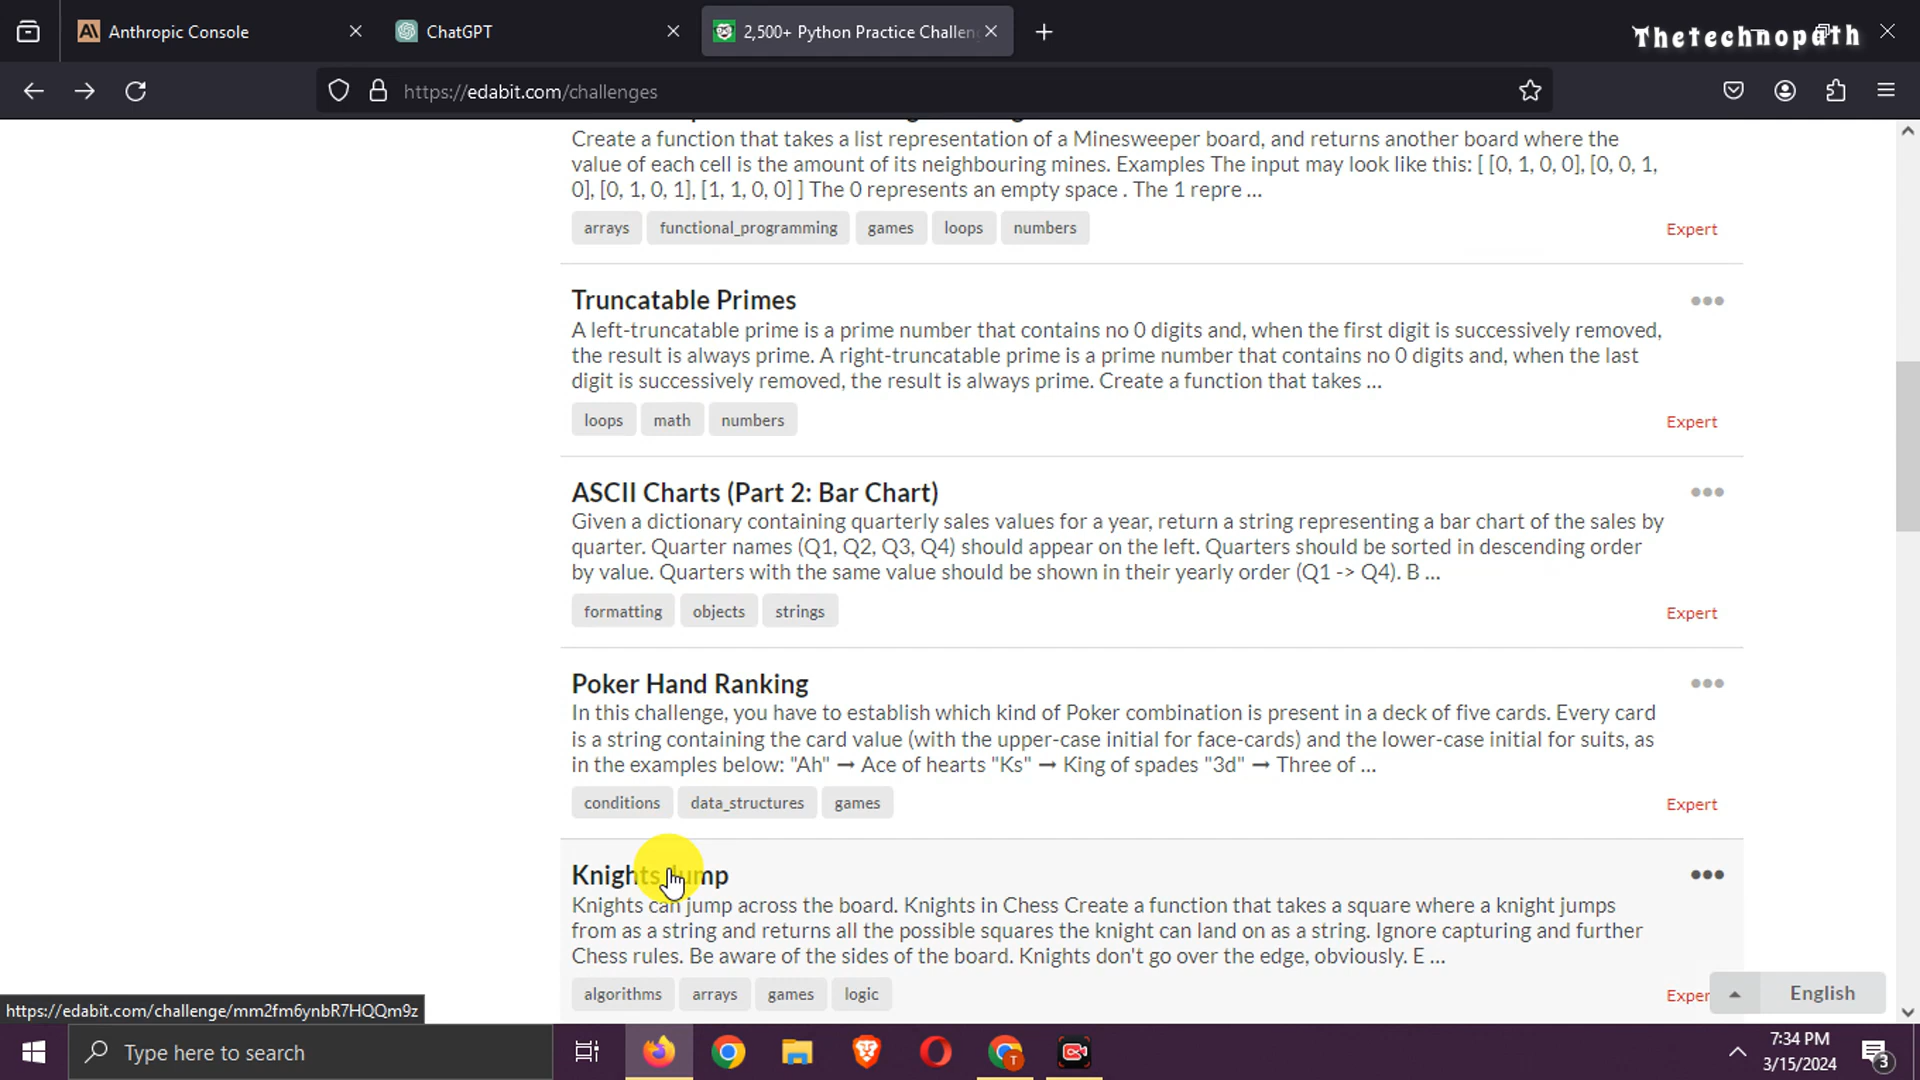 Anthropic Console
ChatGPT
2,500+ Python Practice Challen
Thetechnopath
https://edabit.com/challenges
Create a function that takes a list representation of a Minesweeper board, and returns another board where the
value of each cell is the amount of its neighbouring mines. Examples The input may look like this: [ [0, 1, 0, 0], [0, 0, 1,
0], [0, 1, 0, 1], [1, 1, 0, 0] ] The 0 represents an empty space . The 1 repre ...
arrays functional_programming games loops numbers
Expert
Truncatable Primes
A left-truncatable prime is a prime number that contains no 0 digits and, when the first digit is successively removed,
the result is always prime. A right-truncatable prime is a prime number that contains no 0 digits and, when the last
digit is successively removed, the result is always prime. Create a function that takes ...
loops math numbers
Expert
ASCII Charts (Part 2: Bar Chart)
Given a dictionary containing quarterly sales values for a year, return a string representing a bar chart of the sales by
quarter. Quarter names (Q1, Q2, Q3, Q4) should appear on the left. Quarters should be sorted in descending order
by value. Quarters with the same value should be shown in their yearly order (Q1 -> Q4). B ...
formatting objects strings
Expert
Poker Hand Ranking
In this challenge, you have to establish which kind of Poker combination is present in a deck of five cards. Every card
is a string containing the card value (with the upper-case initial for face-cards) and the lower-case initial for suits, as
in the examples below: "Ah" → Ace of hearts "Ks" → King of spades "3d" → Three of ...
conditions data_structures games
Expert
Knights Jump
Knights can jump across the board. Knights in Chess Create a function that takes a square where a knight jumps
from as a string and returns all the possible squares the knight can land on as a string. Ignore capturing and further
Chess rules. Be aware of the sides of the board. Knights don't go over the edge, obviously. E ...
algorithms arrays games logic
Exper
English
https://edabit.com/challenge/mm2fm6ynbR7HQQm9z
Type here to search
T
7:34 PM
3/15/2024
3